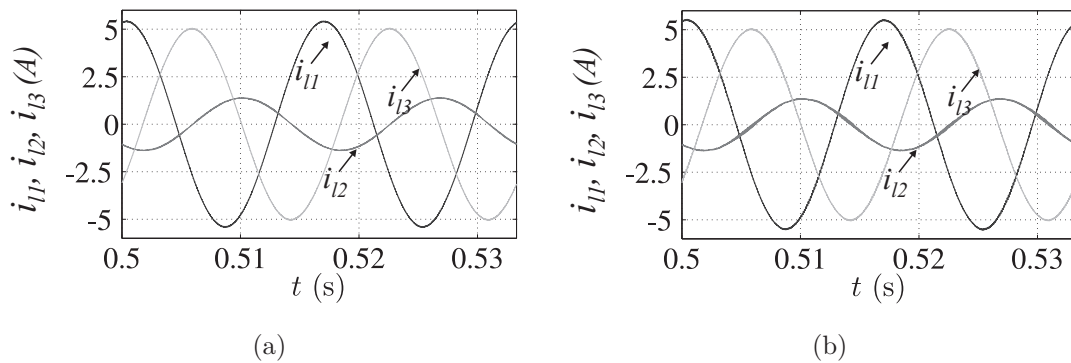 i_{l1}, i_{l2}, i_{l3} (A)
5
2.5
0
-2.5
-5
i_{l1}
i_{l3}
i_{l2}
0.5 0.51 0.52 0.53
t (s)
(a)
i_{l1}, i_{l2}, i_{l3} (A)
5
2.5
0
-2.5
-5
i_{l1}
i_{l3}
i_{l2}
0.5 0.51 0.52 0.53
t (s)
(b)